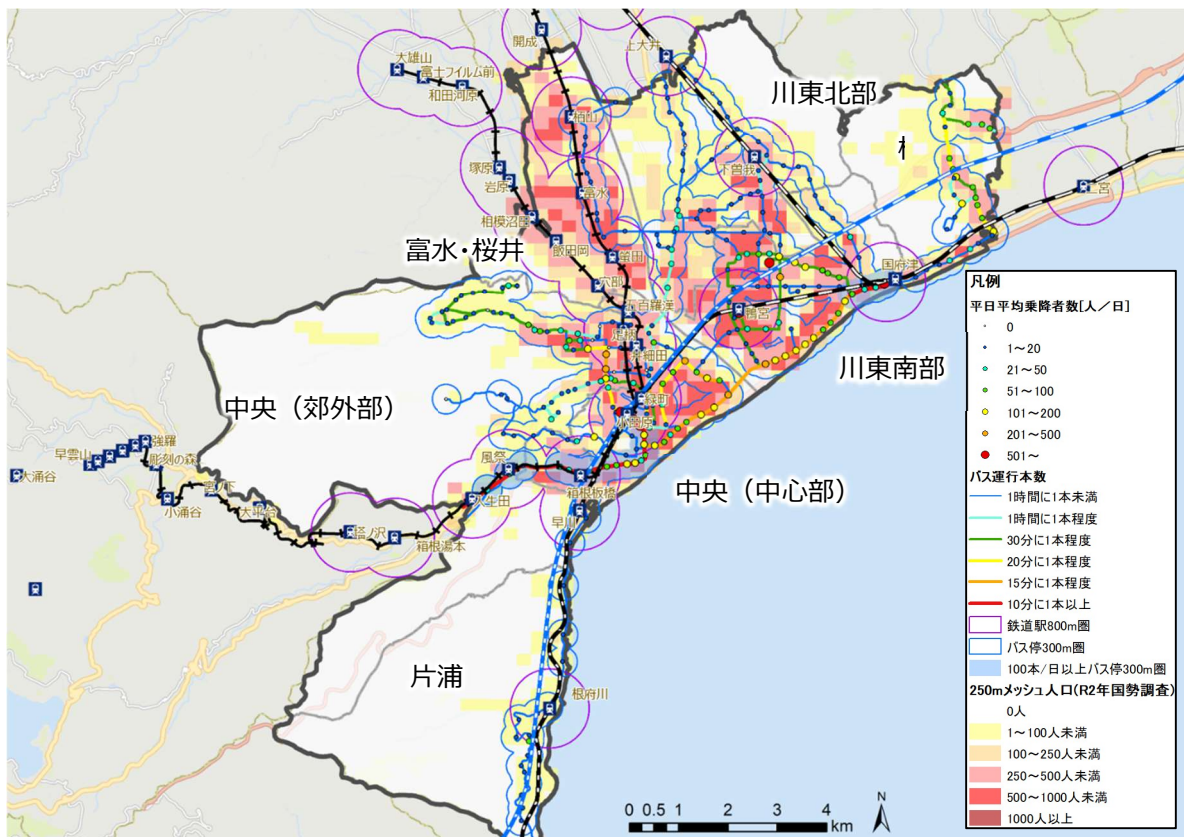 開成
上大井
大雄山
富士フイルム前
和田河原
川東北部
栢山
下曽我
塚原
岩原
富水
二宮
相模沼田
富水・桜井
飯田岡
蛍田
国府津
穴部
五百羅漢
鴨宮
足柄
井細田
川東南部
緑町
小田原
中央（郊外部）
強羅
早雲山
彫刻の森
大涌谷
風祭
宮ノ下
小涌谷
大平台
入生田
箱根板橋
中央（中心部）
早川
塔ノ沢
箱根湯本
片浦
根府川
凡例
平日平均乗降者数[人／日]
0
1～20
21～50
51～100
101～200
201～500
501～
バス運行本数
1時間に1本未満
1時間に1本程度
30分に1本程度
20分に1本程度
15分に1本程度
10分に1本以上
鉄道駅800m圏
バス停300m圏
100本/日以上バス停300m圏
250mメッシュ人口(R2年国勢調査)
0人
1～100人未満
100～250人未満
250～500人未満
500～1000人未満
1000人以上
0 0.5 1 2 3 4
km
N